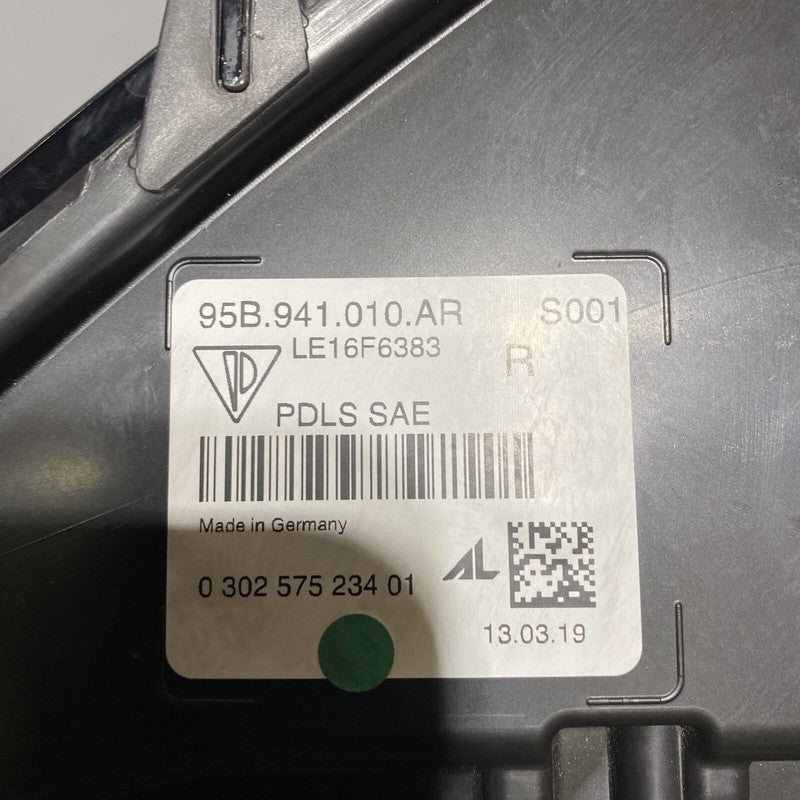 95B.941.010.AR S001
LE16F6383
R
PDLS SAE
Made in Germany
AL
0 302 575 234 01
13.03.19